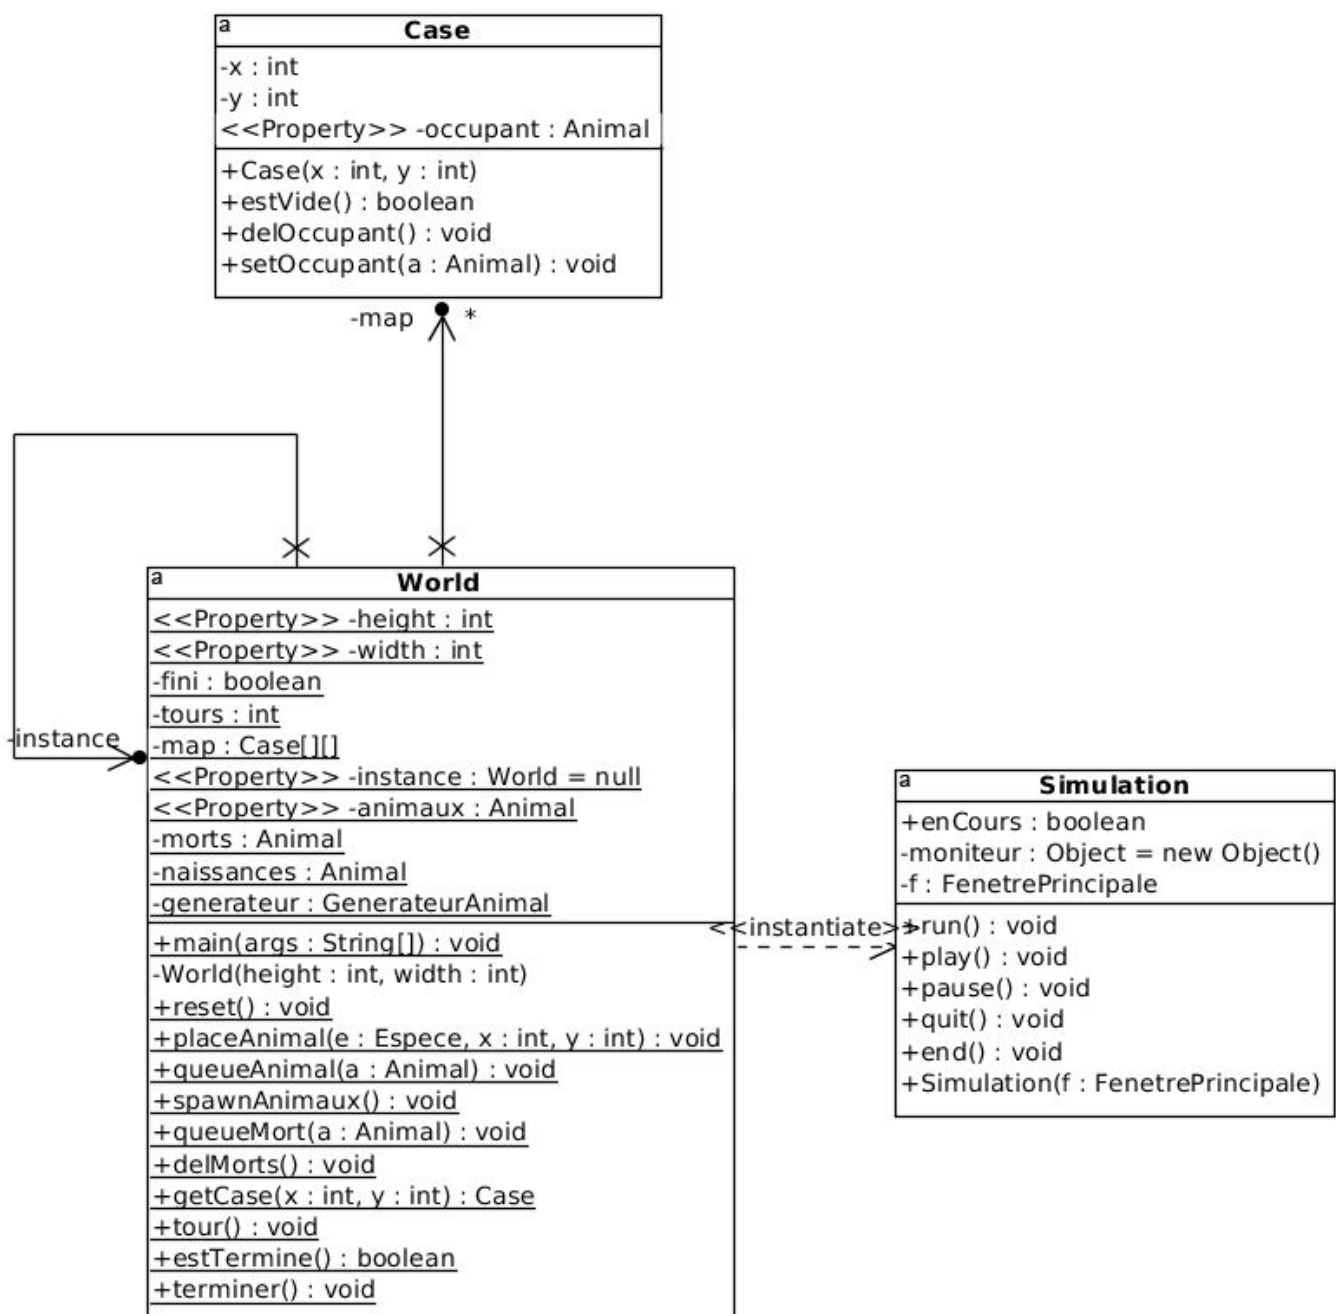 a
Case
-x : int
-y : int
<<Property>> -occupant : Animal
+Case(x : int, y : int)
+estVide() : boolean
+delOccupant() : void
+setOccupant(a : Animal) : void
-map
*
-instance
a
World
<<Property>> -height : int
<<Property>> -width : int
-fini : boolean
-tours : int
-map : Case[][]
<<Property>> -instance : World = null
<<Property>> -animaux : Animal
-morts : Animal
-naissances : Animal
-generateur : GenerateurAnimal
+main(args : String[]) : void
-World(height : int, width : int)
+reset() : void
+placeAnimal(e : Espece, x : int, y : int) : void
+queueAnimal(a : Animal) : void
+spawnAnimaux() : void
+queueMort(a : Animal) : void
+delMorts() : void
+getCase(x : int, y : int) : Case
+tour() : void
+estTermine() : boolean
+terminer() : void
<<instantiate>>
a
Simulation
+enCours : boolean
-moniteur : Object = new Object()
-f : FenetrePrincipale
+run() : void
+play() : void
+pause() : void
+quit() : void
+end() : void
+Simulation(f : FenetrePrincipale)